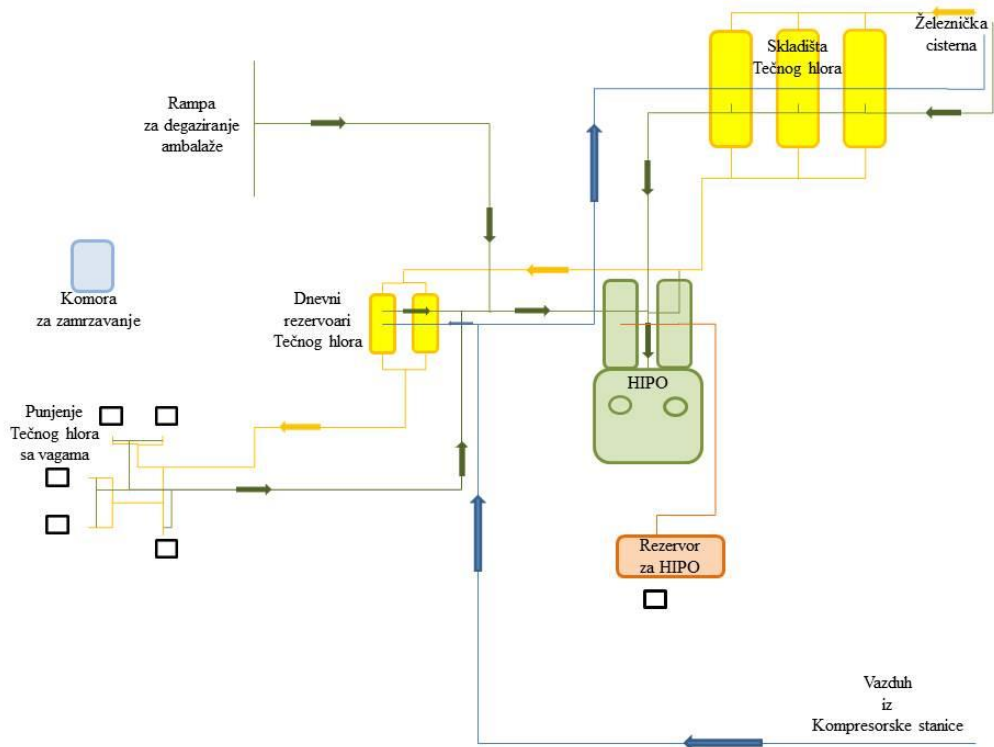 Železnička
cisterna
Skladišta
Tečnog hlora
Rampa
za degaziranje
ambalaže
Komora
za zamrzavanje
Dnevni
rezervoari
Tečnog hlora
HIPO
Punjenje
Tečnog hlora
sa vagama
Rezervor
za HIPO
Vazduh
iz
Kompresorske stanice